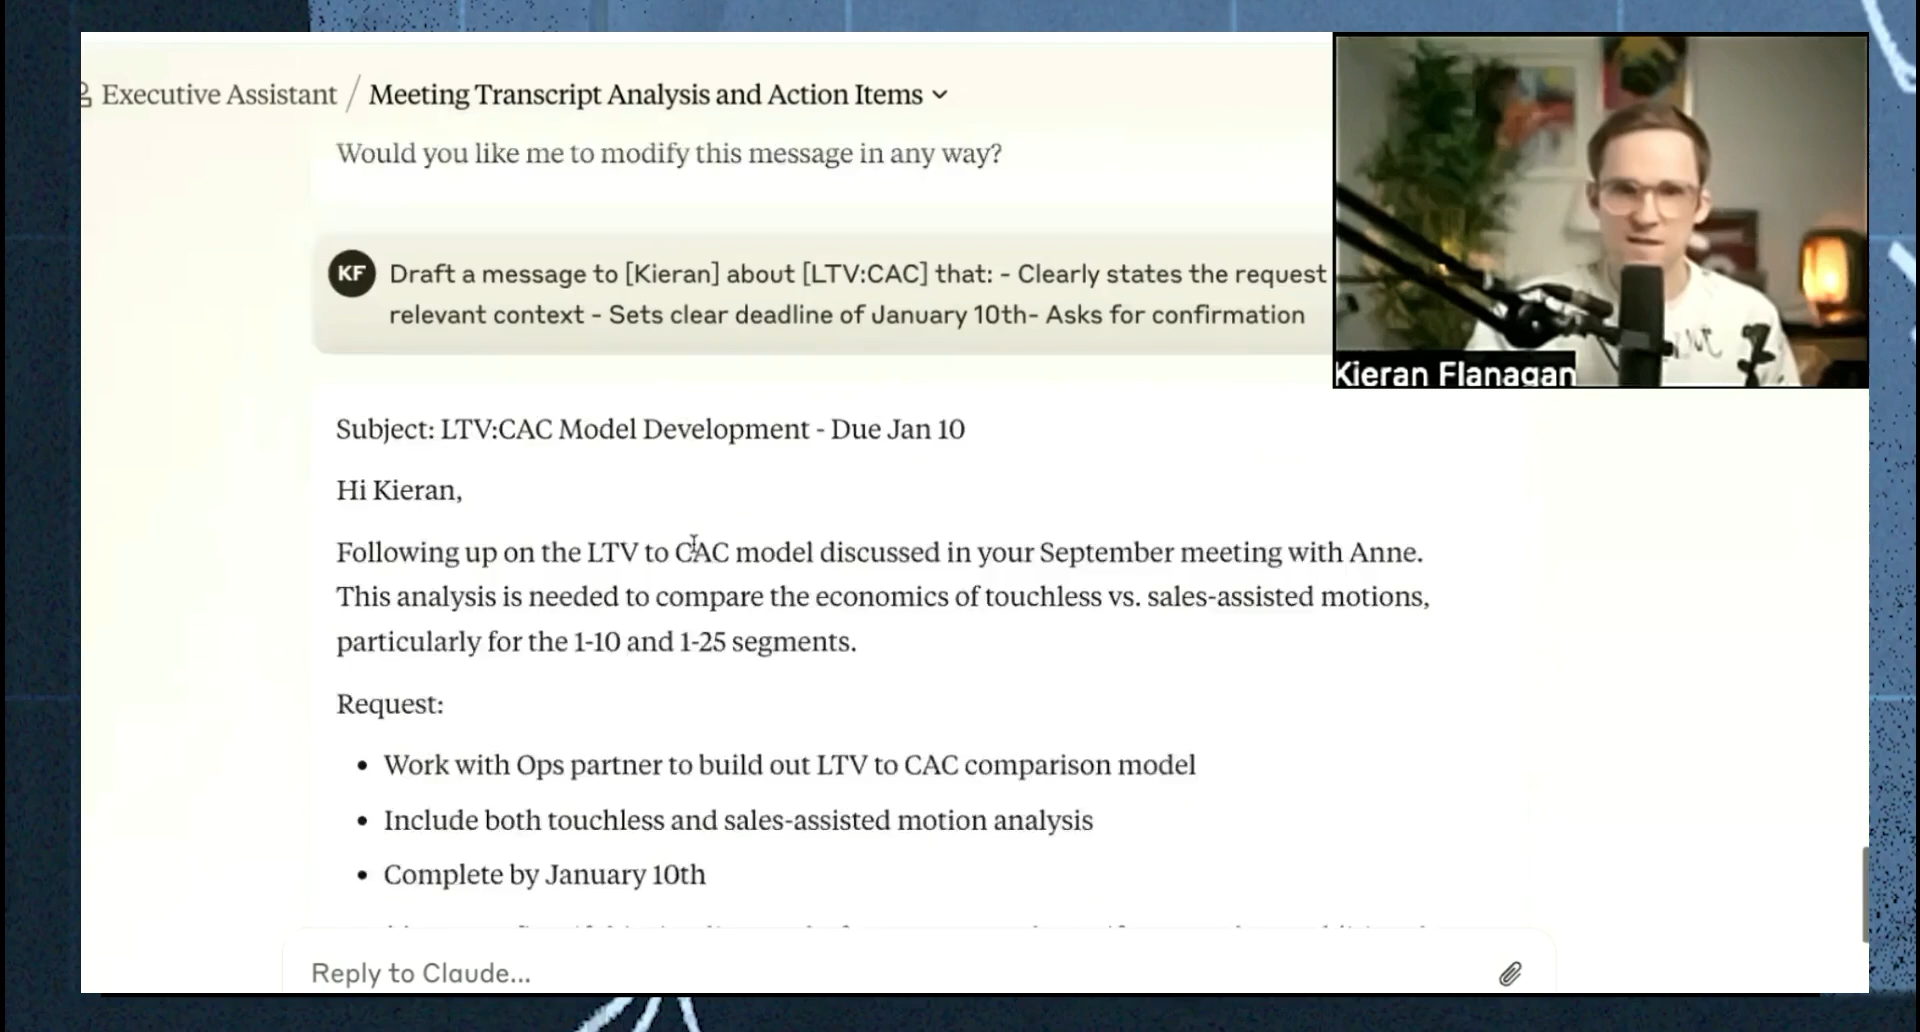 Executive Assistant / Meeting Transcript Analysis and Action Items
Would you like me to modify this message in any way?
KF
Draft a message to [Kieran] about [LTV:CAC] that: - Clearly states the request
relevant context - Sets clear deadline of January 10th- Asks for confirmation
Kieran Flanagan
Subject: LTV:CAC Model Development - Due Jan 10
Hi Kieran,
Following up on the LTV to CAC model discussed in your September meeting with Anne.
This analysis is needed to compare the economics of touchless vs. sales-assisted motions,
particularly for the 1-10 and 1-25 segments.
Request:
• Work with Ops partner to build out LTV to CAC comparison model
• Include both touchless and sales-assisted motion analysis
• Complete by January 10th
Reply to Claude...